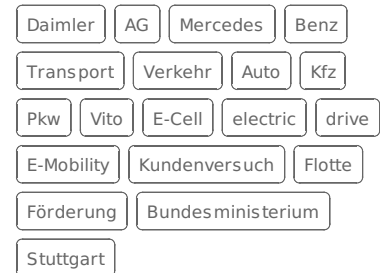 Daimler AG Mercedes Benz
Transport Verkehr Auto Kfz
Pkw Vito E-Cell electric drive
E-Mobility Kundenversuch Flotte
Förderung Bundesministerium
Stuttgart